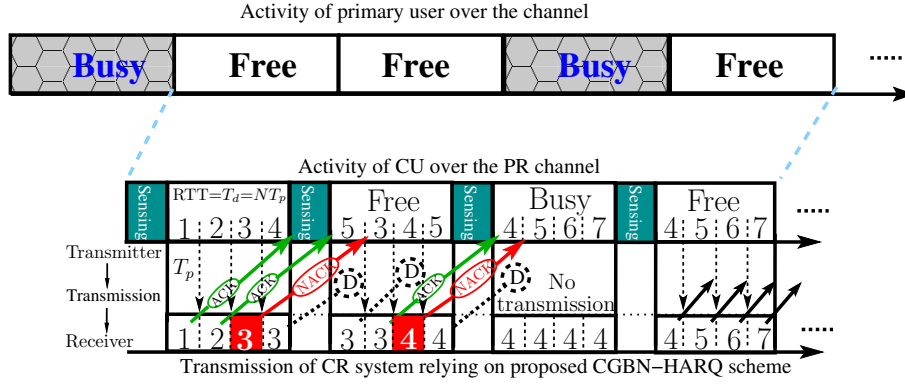 Activity of primary user over the channel
Busy Free Free Busy Free
Activity of CU over the PR channel
Sensing RTT=T_d=NT_p Sensing Free Sensing Busy Sensing Free
1 2 3 4 5 3 4 5 4 5 6 7 4 5 6 7
Transmitter
T_p ACK ACK NACK D D ACK NACK D
Transmission
No
transmission
Receiver
1 2 3 3 3 3 4 4 4 4 4 4 4 5 6 7
Transmission of CR system relying on proposed CGBN-HARQ scheme